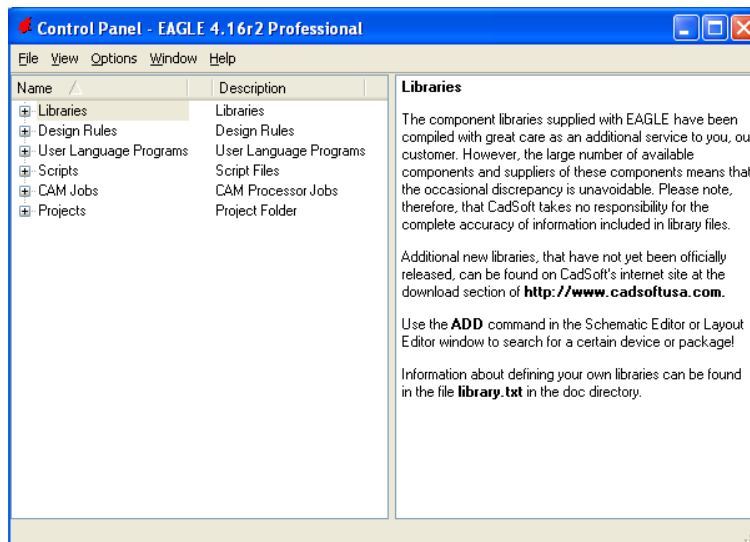 Control Panel - EAGLE 4.16r2 Professional
File View Options Window Help
Name Description
Libraries Libraries
Design Rules Design Rules
User Language Programs User Language Programs
Scripts Script Files
CAM Jobs CAM Processor Jobs
Projects Project Folder
Libraries
The component libraries supplied with EAGLE have been
compiled with great care as an additional service to you, ou
customer. However, the large number of available
components and suppliers of these components means that
the occasional discrepancy is unavoidable. Please note,
therefore, that CadSoft takes no responsibility for the
complete accuracy of information included in library files.
Additional new libraries, that have not yet been officially
released, can be found on CadSoft's internet site at the
download section of http://www.cadsoftusa.com.
Use the ADD command in the Schematic Editor or Layout
Editor window to search for a certain device or package!
Information about defining your own libraries can be found
in the file library.txt in the doc directory.